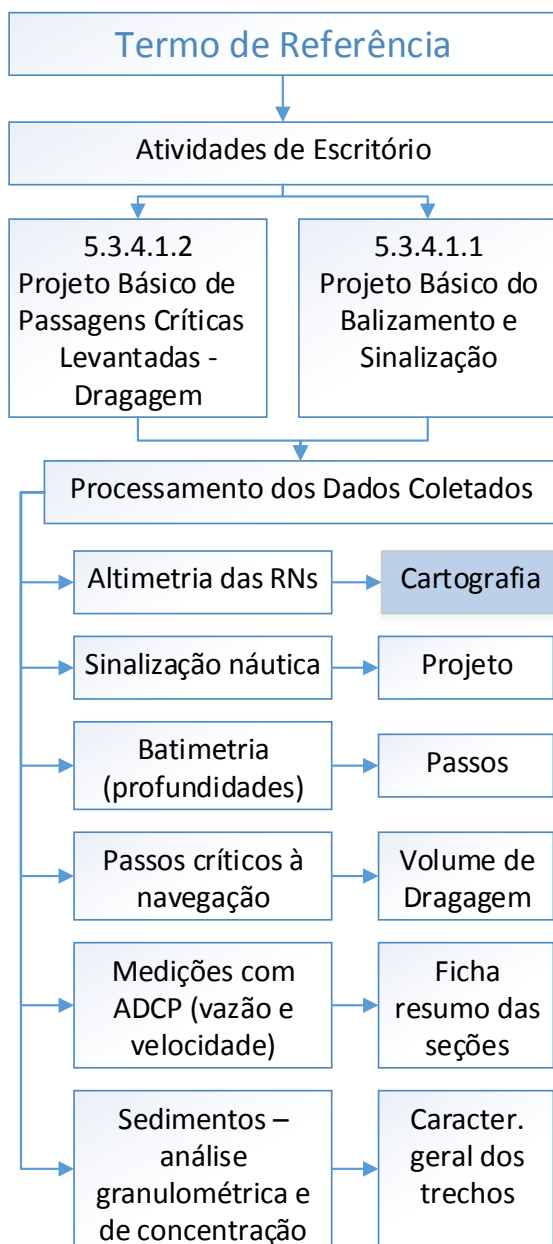 Termo de Referência
Atividades de Escritório
5.3.4.1.2
Projeto Básico de
Passagens Críticas
Levantadas -
Dragagem
5.3.4.1.1
Projeto Básico do
Balizamento e
Sinalização
Processamento dos Dados Coletados
Altimetria das RNs
Cartografia
Sinalização náutica
Projeto
Batimetria
(profundidades)
Passos
Passos críticos à
navegação
Volume de
Dragagem
Medições com
ADCP (vazão e
velocidade)
Ficha
resumo das
seções
Sedimentos –
análise
granulométrica e
de concentração
Caracter.
geral dos
trechos